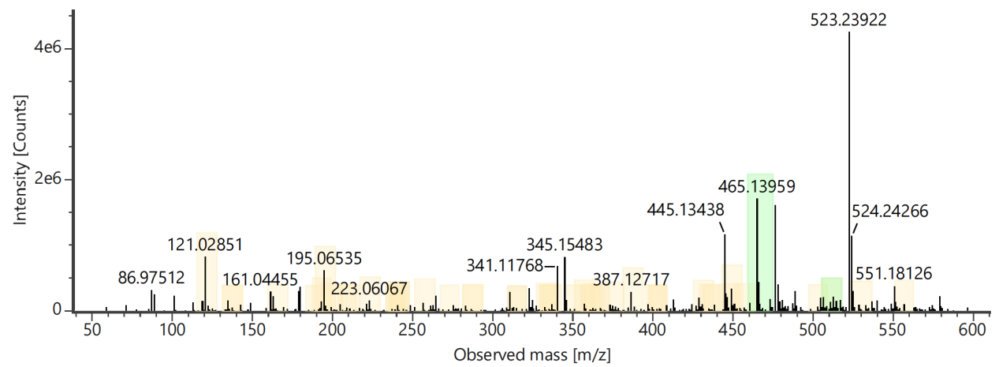 523.23922
4e6
Intensity [Counts]
2e6
465.13959
445.13438
524.24266
121.02851
345.15483
195.06535
341.11768
86.97512
161.04455
387.12717
551.18126
223.06067
0
50 100 150 200 250 300 350 400 450 500 550 600
Observed mass [m/z]